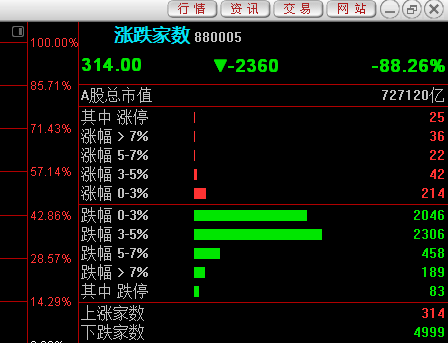 行情 资讯 交易 网站
涨跌家数 880005
100.00%
314.00 ▼-2360 -88.26%
85.71%
A股总市值 727120亿
其中 涨停 25
71.43%
涨幅 > 7% 36
涨幅 5-7% 22
57.14%
涨幅 3-5% 42
涨幅 0-3% 214
42.86%
跌幅 0-3% 2046
跌幅 3-5% 2306
跌幅 5-7% 458
28.57%
跌幅 > 7% 189
其中 跌停 83
14.29%
上涨家数 314
下跌家数 4999